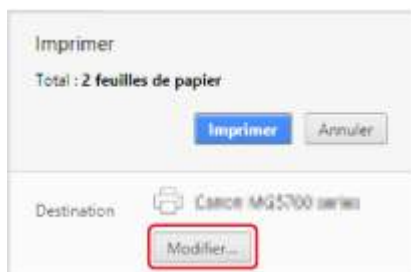 Imprimer
Total : 2 feuilles de papier
Imprimer Annuler
Destination Canon MG5700 series
Modifier...